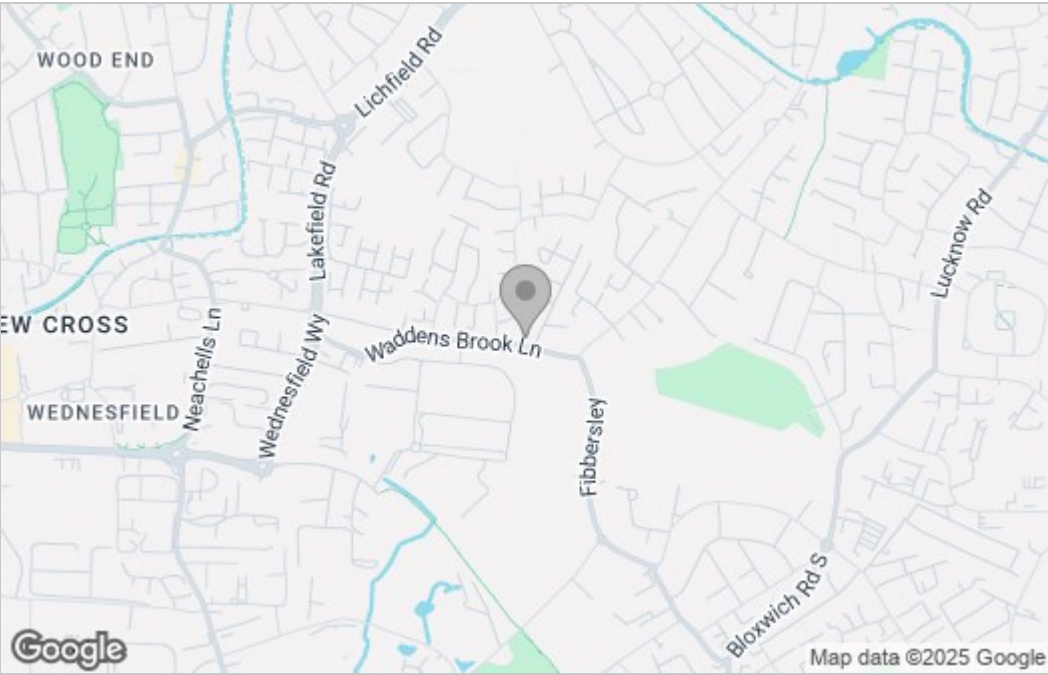 WOOD END
Lichfield Rd
Lakefield Rd
Lucknow Rd
EW CROSS
Neachells Ln
Wednesfield Wy
Waddens Brook Ln
WEDNESFIELD
Fibbersley
Bloxwich Rd S
Google
Map data ©2025 Google